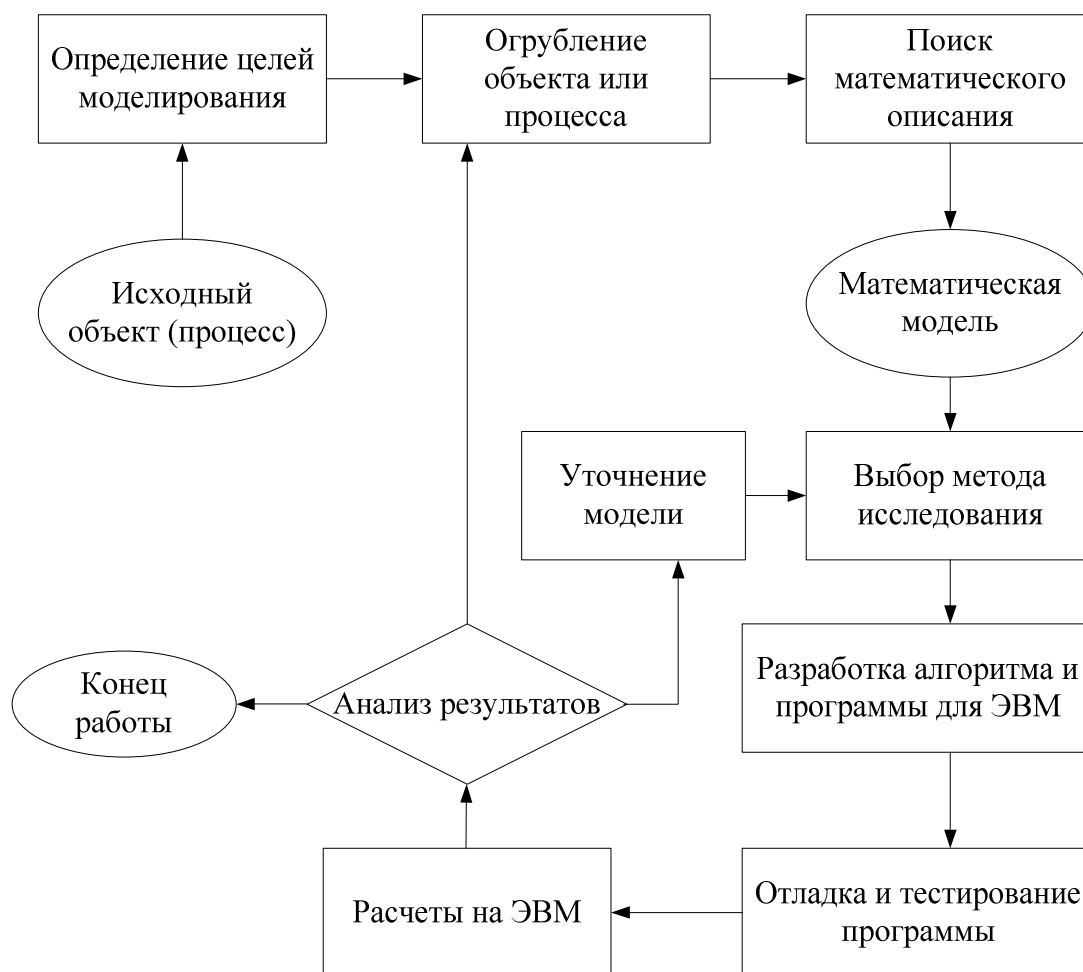 Определение целей
моделирования
Огрубление
объекта или
процесса
Поиск
математического
описания
Исходный
объект (процесс)
Математическая
модель
Уточнение
модели
Выбор метода
исследования
Конец
работы
Анализ результатов
Разработка алгоритма и
программы для ЭВМ
Расчеты на ЭВМ
Отладка и тестирование
программы